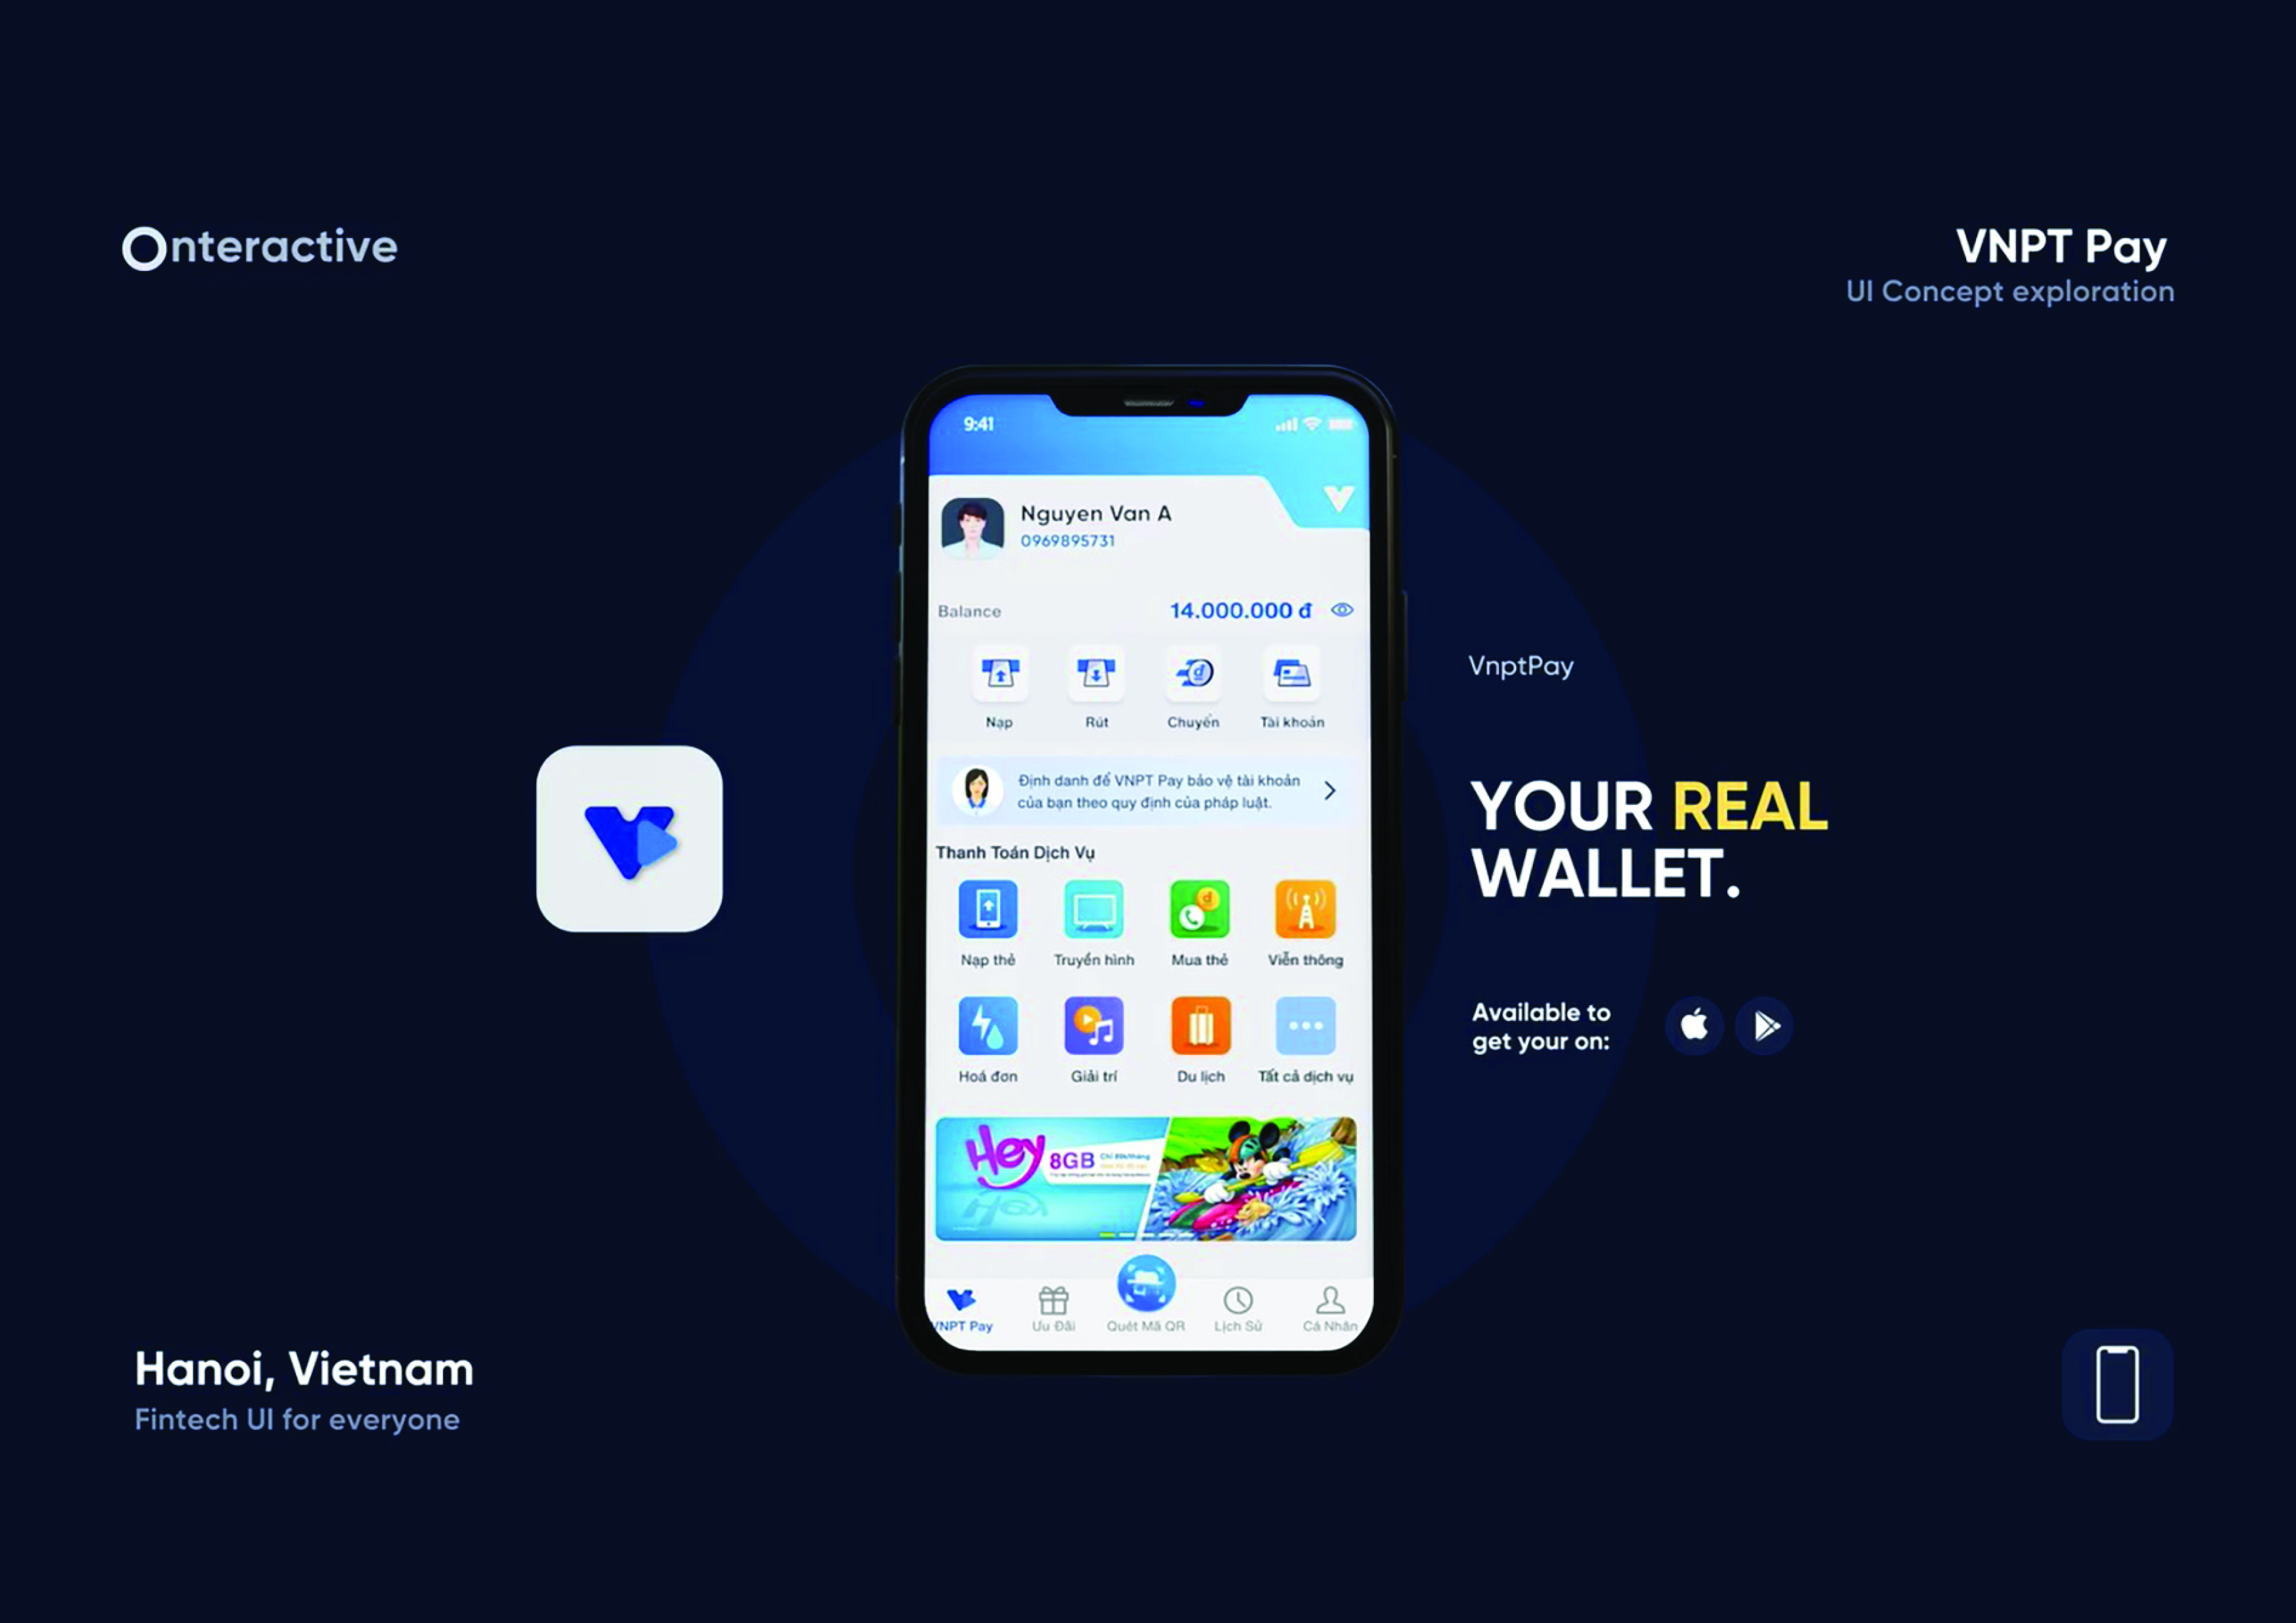 Onteractive
VNPT Pay
UI Concept exploration
9:41
Nguyen Van A
0969895731
Balance
14.000.000 đ
Nạp
Rút
Chuyển
Tài khoản
Định danh để VNPT Pay bảo vệ tài khoản
của bạn theo quy định của pháp luật.
Thanh Toán Dịch Vụ
Nạp thẻ
Truyền hình
Mua thẻ
Viễn thông
Hoá đơn
Giải trí
Du lịch
Tất cả dịch vụ
Hey
8GB
VNPT Pay
Ưu Đãi
Quét Mã QR
Lịch Sử
Cá Nhân
VnptPay
YOUR REAL
WALLET.
Available to
get your on:
Hanoi, Vietnam
Fintech UI for everyone